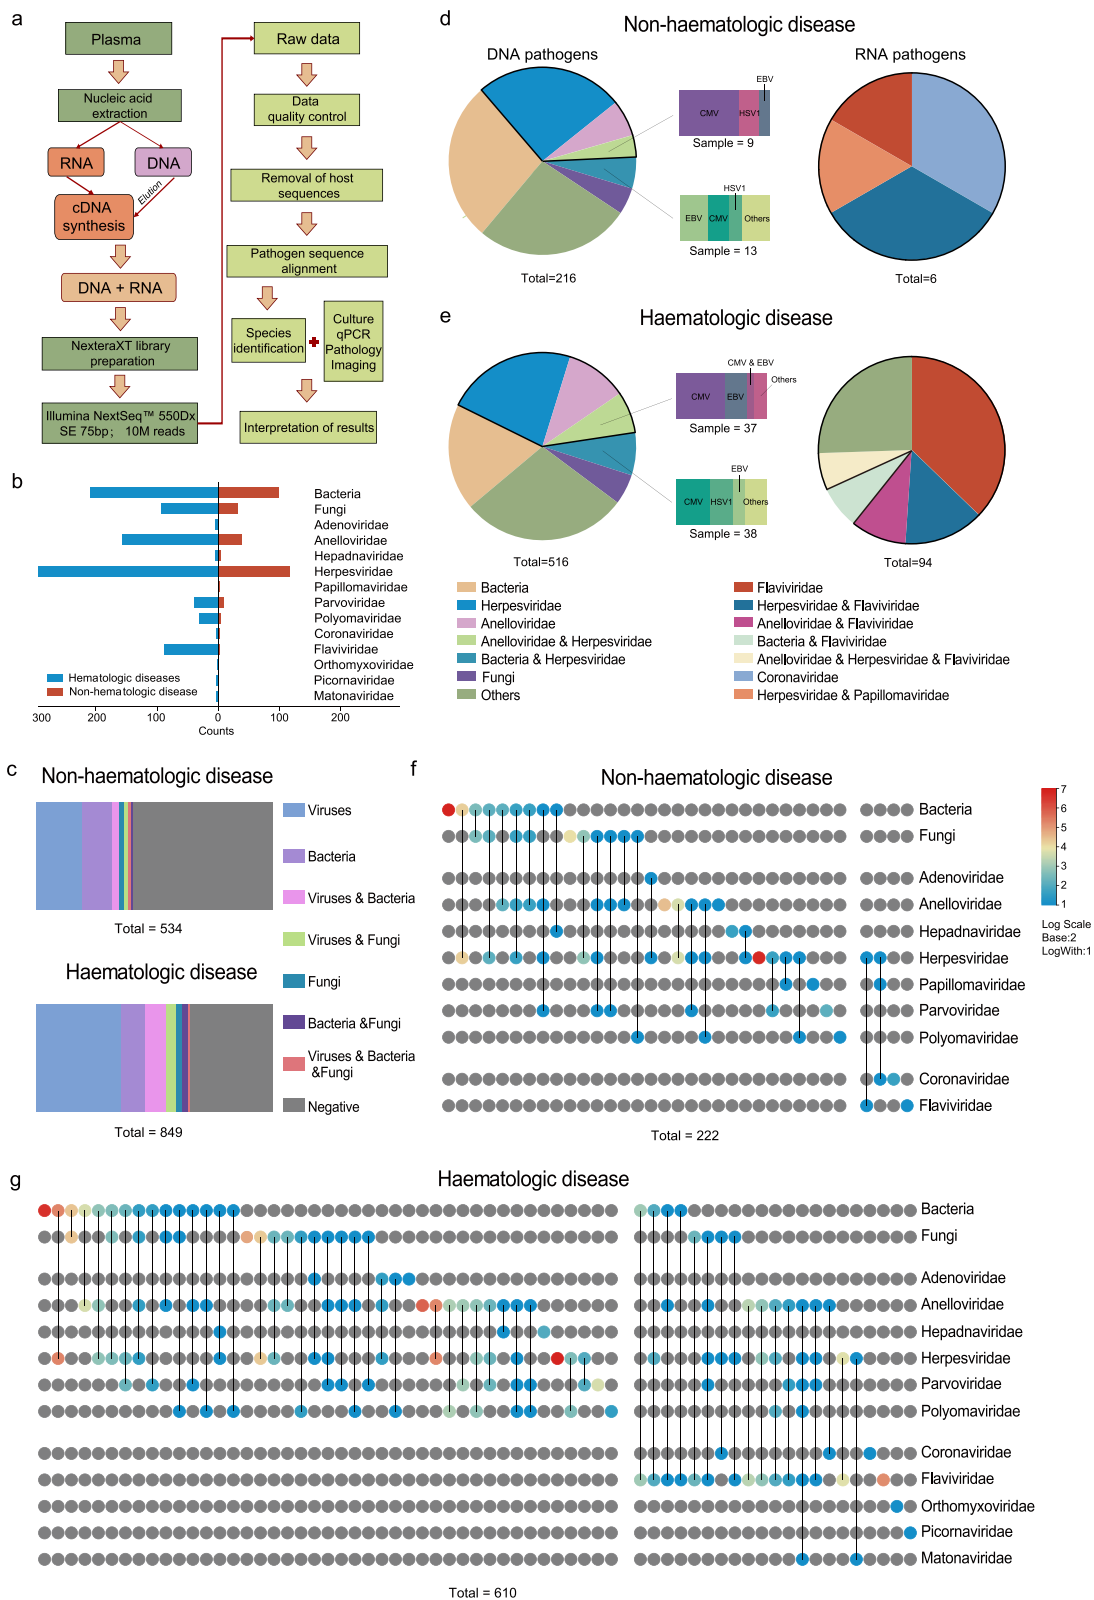 a
Plasma
Nucleic acid
extraction
RNA
DNA
Elution
cDNA
synthesis
DNA + RNA
NexteraXT library
preparation
Illumina NextSeq™ 550Dx
SE 75bp； 10M reads
Raw data
Data
quality control
Removal of host
sequences
Pathogen sequence
alignment
Species
identification
Culture
qPCR
Pathology
Imaging
Interpretation of results
b
Bacteria
Fungi
Adenoviridae
Anelloviridae
Hepadnaviridae
Herpesviridae
Papillomaviridae
Parvoviridae
Polyomaviridae
Coronaviridae
Flaviviridae
Orthomyxoviridae
Picornaviridae
Matonaviridae
Hematologic diseases
Non-hematologic disease
300 200 100 0 100 200
Counts
c
Non-haematologic disease
Total = 534
Haematologic disease
Total = 849
Viruses
Bacteria
Viruses & Bacteria
Viruses & Fungi
Fungi
Bacteria &Fungi
Viruses & Bacteria
&Fungi
Negative
d
Non-haematologic disease
DNA pathogens
RNA pathogens
EBV
CMV
HSV1
Sample = 9
HSV1
EBV
CMV
Others
Sample = 13
Total=216
Total=6
e
Haematologic disease
CMV & EBV
Others
CMV
EBV
Sample = 37
EBV
CMV
HSV1
Others
Sample = 38
Total=516
Total=94
Bacteria
Herpesviridae
Anelloviridae
Anelloviridae & Herpesviridae
Bacteria & Herpesviridae
Fungi
Others
Flaviviridae
Herpesviridae & Flaviviridae
Anelloviridae & Flaviviridae
Bacteria & Flaviviridae
Anelloviridae & Herpesviridae & Flaviviridae
Coronaviridae
Herpesviridae & Papillomaviridae
f
Non-haematologic disease
Bacteria
Fungi
Adenoviridae
Anelloviridae
Hepadnaviridae
Herpesviridae
Papillomaviridae
Parvoviridae
Polyomaviridae
Coronaviridae
Flaviviridae
Total = 222
7
6
5
4
3
2
1
Log Scale
Base:2
LogWith:1
g
Haematologic disease
Bacteria
Fungi
Adenoviridae
Anelloviridae
Hepadnaviridae
Herpesviridae
Parvoviridae
Polyomaviridae
Coronaviridae
Flaviviridae
Orthomyxoviridae
Picornaviridae
Matonaviridae
Total = 610